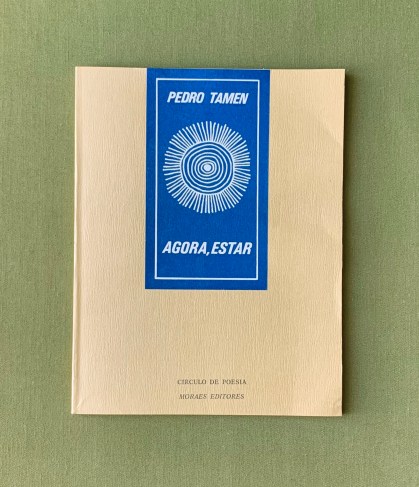 PEDRO TAMEN
AGORA, ESTAR
CÍRCULO DE POESIA
MORAES EDITORES